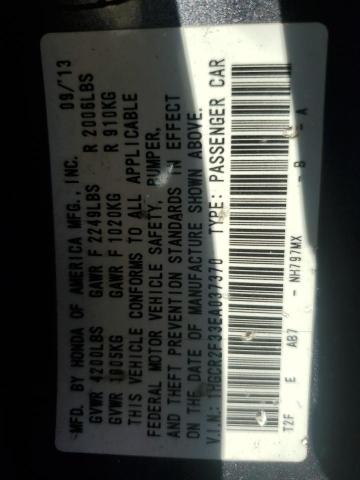 MFD. BY HONDA OF AMERICA MFG., INC. 09/'13
GVWR 4200LBS GAWR F 2249LBS R 2006LBS
GVWR 1905KG GAWR F 1020KG R 910KG
THIS VEHICLE CONFORMS TO ALL APPLICABLE
FEDERAL MOTOR VEHICLE SAFETY, BUMPER,
AND THEFT PREVENTION STANDARDS IN EFFECT
AND DATE OF MANUFACTURE SHOWN ABOVE.
V.I.N.: 1HGCR2F33EA037370 TYPE: PASSENGER CAR
T2F E AB7 - NH797MX - B - A